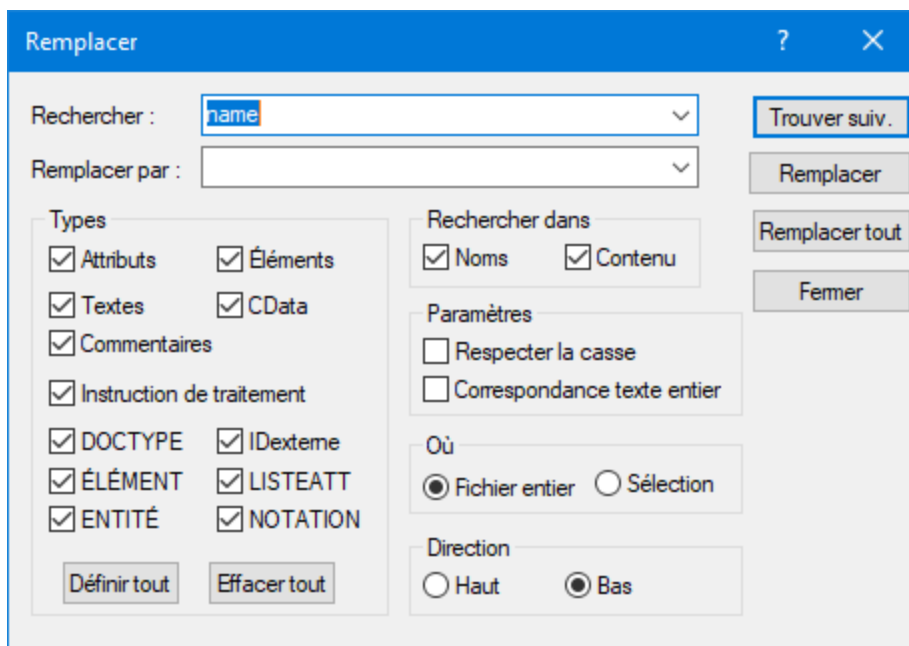 Remplacer
?
Rechercher :
name
Trouver suiv.
Remplacer par :
Remplacer
Types
Rechercher dans
Remplacer tout
Attributs
Éléments
Noms
Contenu
Textes
CData
Fermer
Commentaires
Paramètres
Respecter la casse
Instruction de traitement
Correspondance texte entier
DOCTYPE
IDexterne
Où
ÉLÉMENT
LISTEATT
Fichier entier
Sélection
ENTITÉ
NOTATION
Direction
Définir tout
Effacer tout
Haut
Bas